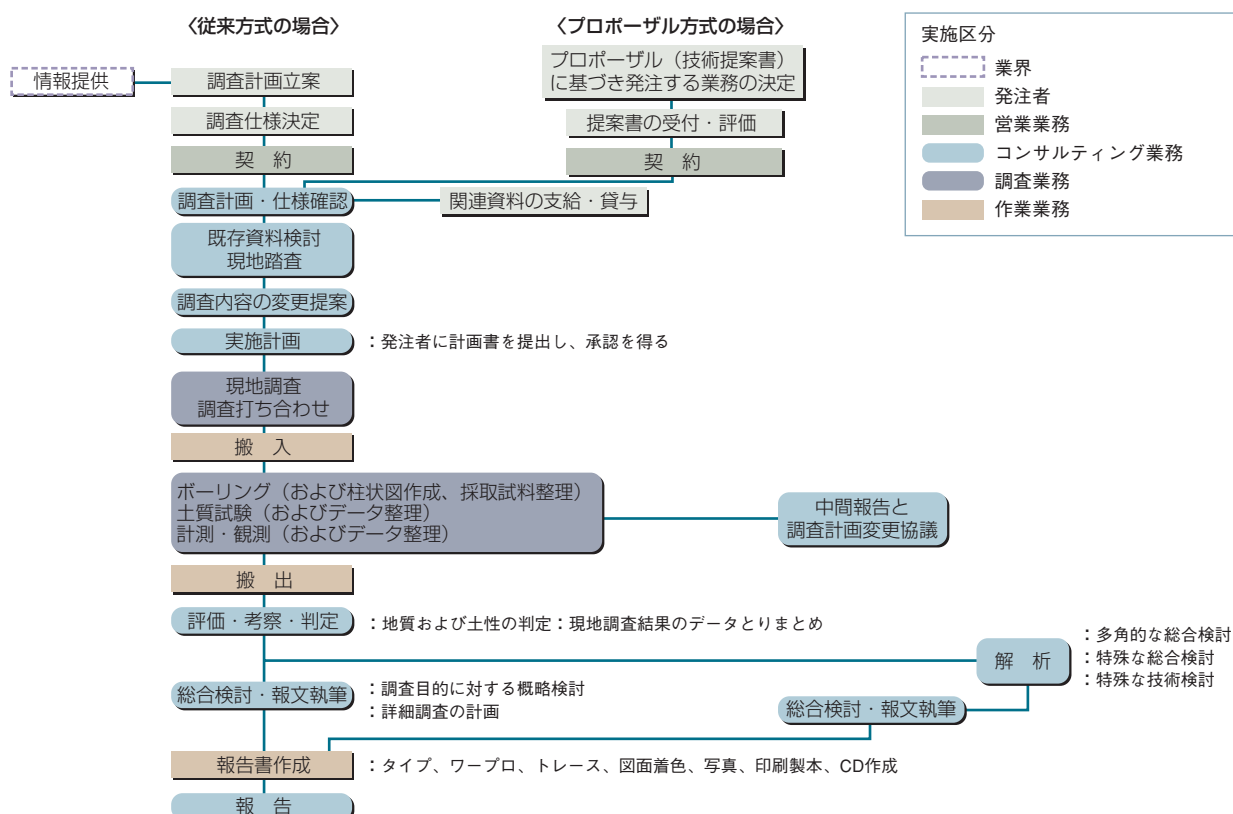 〈従来方式の場合〉
〈プロポーザル方式の場合〉
情報提供
調査計画立案
プロポーザル（技術提案書）
に基づき発注する業務の決定
調査仕様決定
提案書の受付・評価
契　約
契　約
調査計画・仕様確認
関連資料の支給・貸与
既存資料検討
現地踏査
調査内容の変更提案
実施計画
：発注者に計画書を提出し、承認を得る
現地調査
調査打ち合わせ
搬　入
ボーリング（および柱状図作成、採取試料整理）
土質試験（およびデータ整理）
計測・観測（およびデータ整理）
中間報告と
調査計画変更協議
搬　出
評価・考察・判定
：地質および土性の判定：現地調査結果のデータとりまとめ
解　析
：多角的な総合検討
：特殊な総合検討
：特殊な技術検討
総合検討・報文執筆
：調査目的に対する概略検討
：詳細調査の計画
総合検討・報文執筆
報告書作成
：タイプ、ワープロ、トレース、図面着色、写真、印刷製本、CD作成
報　告
実施区分
業界
発注者
営業業務
コンサルティング業務
調査業務
作業業務